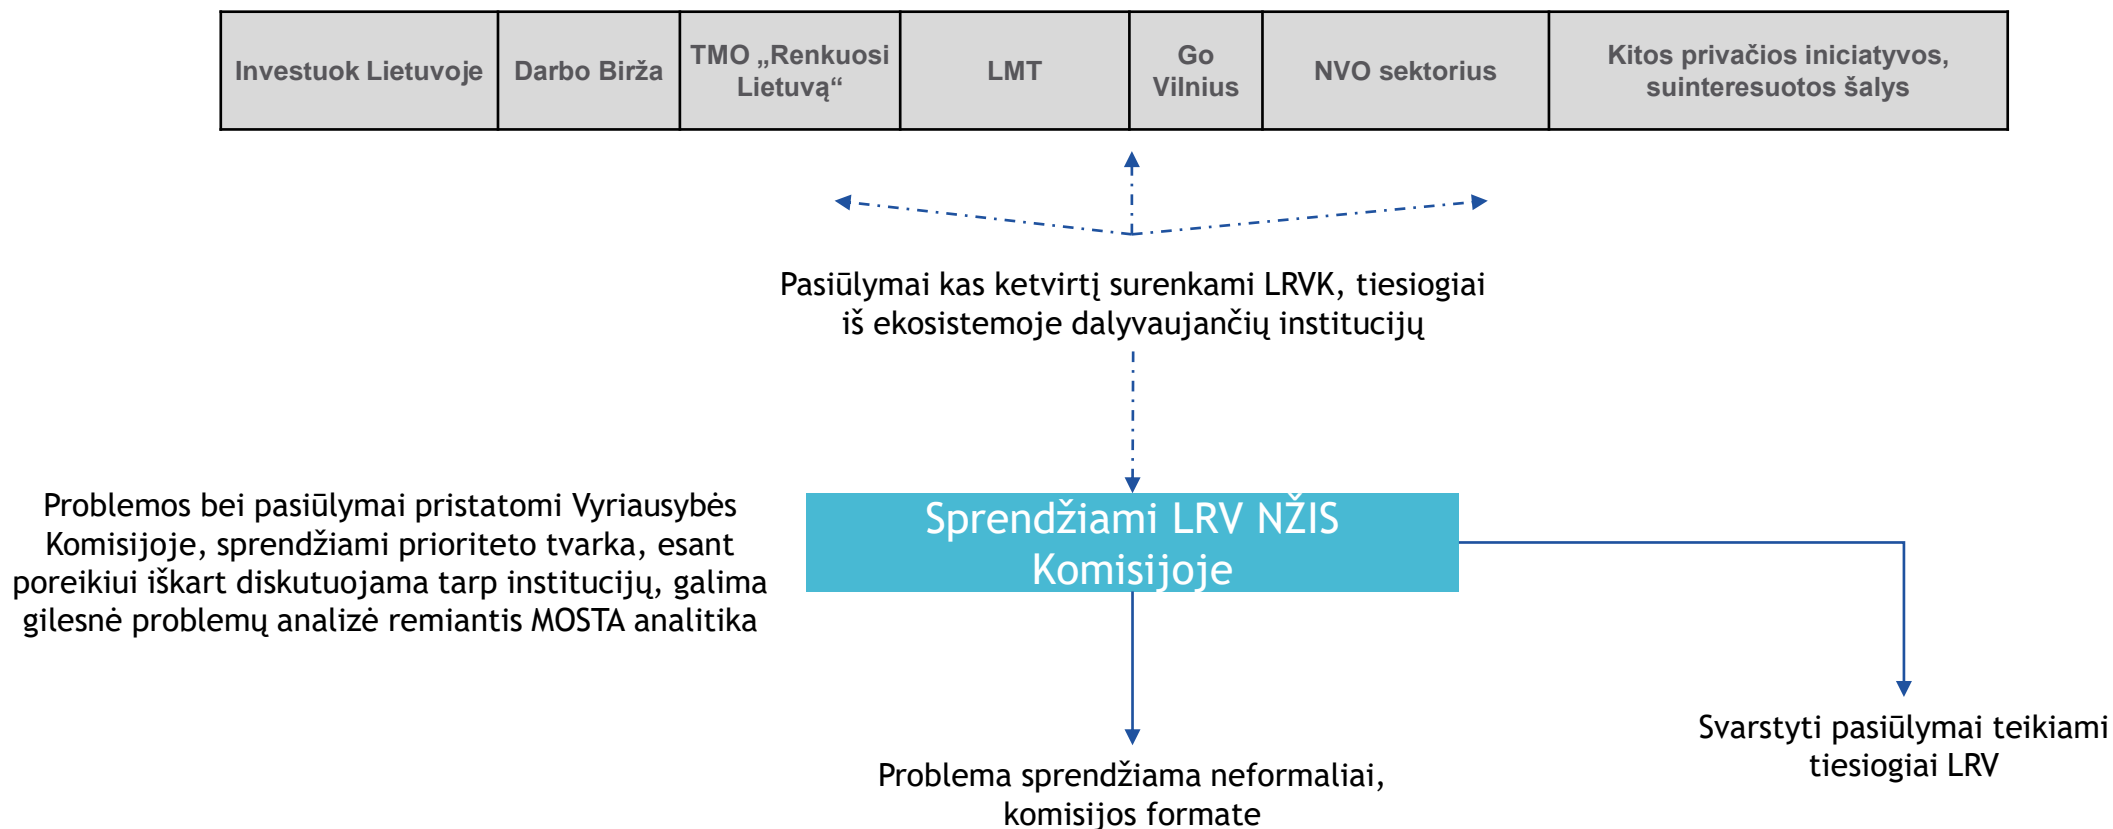 Investuok Lietuvoje
Darbo Birža
TMO „Renkuosi
Lietuvą“
LMT
Go
Vilnius
NVO sektorius
Kitos privačios iniciatyvos,
suinteresuotos šalys
Pasiūlymai kas ketvirtį surenkami LRVK, tiesiogiai
iš ekosistemoje dalyvaujančių institucijų
Problemos bei pasiūlymai pristatomi Vyriausybės
Komisijoje, sprendžiami prioriteto tvarka, esant
poreikiui iškart diskutuojama tarp institucijų, galima
gilesnė problemų analizė remiantis MOSTA analitika
Sprendžiami LRV NŽIS
Komisijoje
Svarstyti pasiūlymai teikiami
tiesiogiai LRV
Problema sprendžiama neformaliai,
komisijos formate